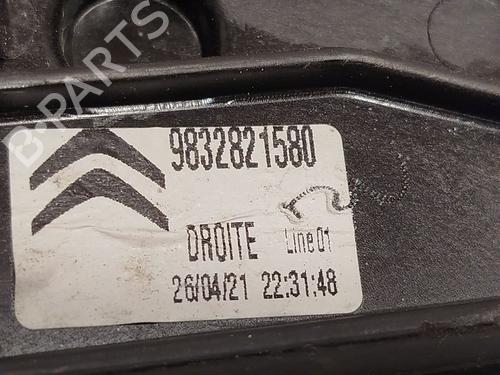 B-PARTS
9832821580
DROITE Line 01
26/04/21 22:31:48